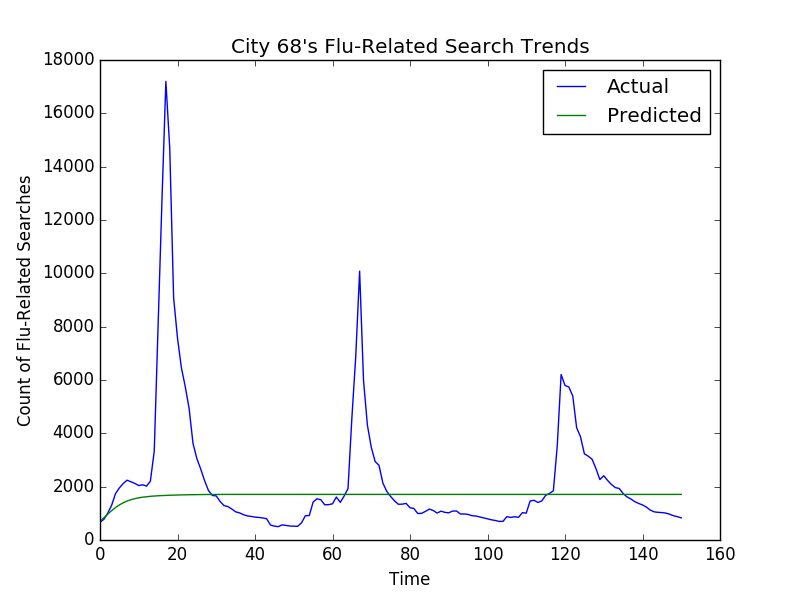 City 68's Flu-Related Search Trends
Actual
Predicted
18000
16000
14000
12000
10000
8000
6000
4000
2000
0
Count of Flu-Related Searches
0 20 40 60 80 100 120 140 160
Time